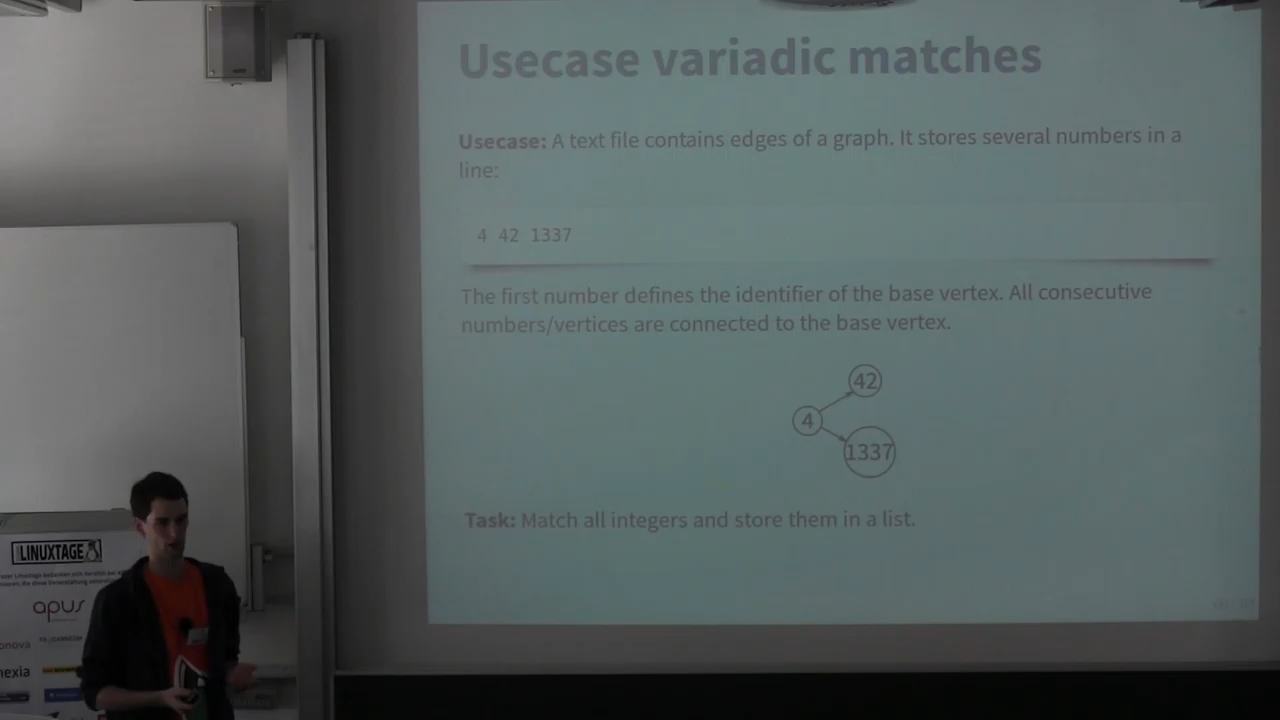 Usecase variadic matches
Usecase: A text file contains edges of a graph. It stores several numbers in a
line:
4 42 1337
The first number defines the identifier of the base vertex. All consecutive
numbers/vertices are connected to the base vertex.
42
4
1337
Task: Match all integers and store them in a list.
LINUXTAGE
apus